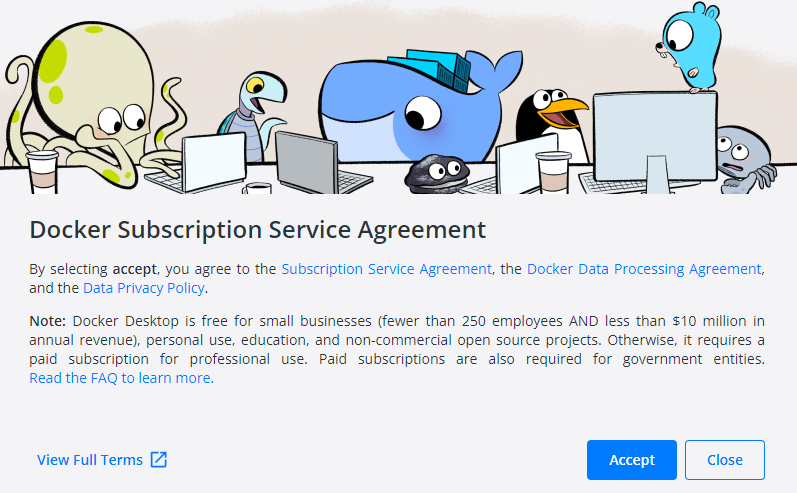 Docker Subscription Service Agreement
By selecting accept, you agree to the Subscription Service Agreement, the Docker Data Processing Agreement,
and the Data Privacy Policy.
Note: Docker Desktop is free for small businesses (fewer than 250 employees AND less than $10 million in
annual revenue), personal use, education, and non-commercial open source projects. Otherwise, it requires a
paid subscription for professional use. Paid subscriptions are also required for government entities.
Read the FAQ to learn more.
View Full Terms
Accept
Close